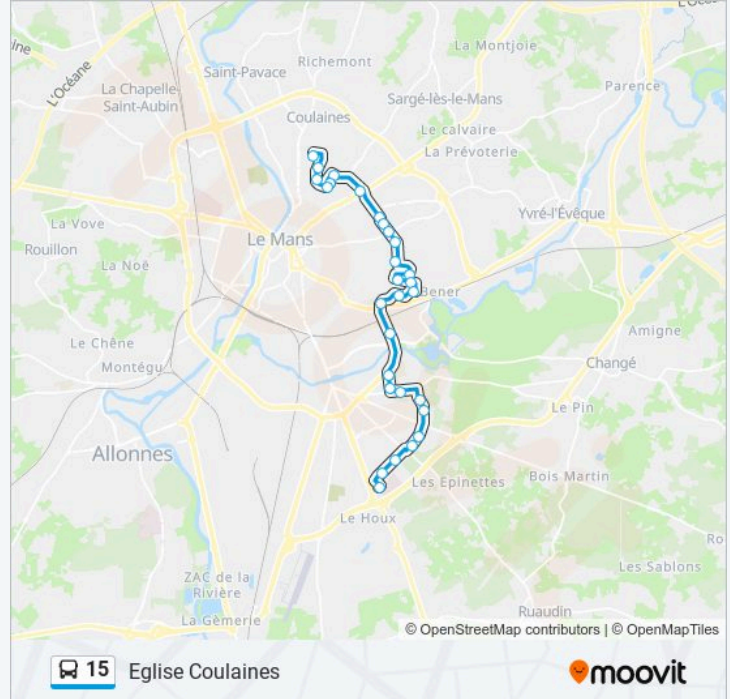 L'Océ
ne
L'Océane
La Montjoie
Richemont
Saint-Pavace
La Chapelle-
Saint-Aubin
Parence
Sargé-lès-le-Mans
Coulaines
Le calvaire
La Prévoterie
Yvré-l'Évêque
La Vove
Le Mans
Rouillon
La Noë
Bener
Amigne
Le Chêne
Changé
Montégu
Le Pin
Allonnes
Les Epinettes
Bois Martin
Le Houx
Ro
Les Sablons
ZAC de la
Rivière
Ruaudin
La Gèmerie
© OpenStreetMap contributors | © OpenMapTiles
15 Eglise Coulaines
moovit